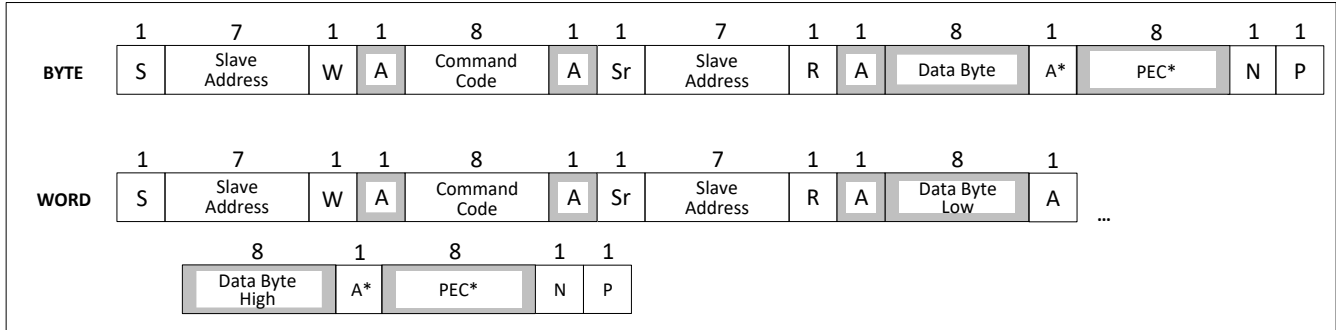 1 7 1 1 8 1 1 7 1 1 8 1 8 1 1
BYTE S Slave Address W A Command Code A Sr Slave Address R A Data Byte A* PEC* N P
1 7 1 1 8 1 1 7 1 1 8 1
WORD S Slave Address W A Command Code A Sr Slave Address R A Data Byte Low A ...
8 1 8 1 1
Data Byte High A* PEC* N P